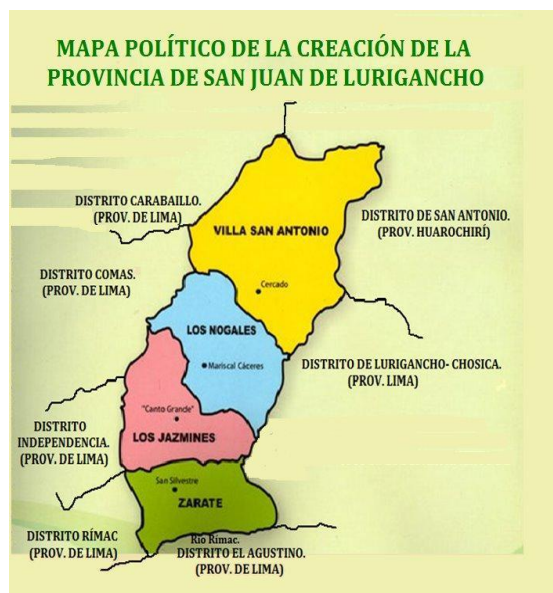 MAPA POLÍTICO DE LA CREACIÓN DE LA
PROVINCIA DE SAN JUAN DE LURIGANCHO
DISTRITO CARABAILLO.
(PROV. DE LIMA)
DISTRITO DE SAN ANTONIO.
(PROV. HUAROCHIRÍ)
VILLA SAN ANTONIO
DISTRITO COMAS.
(PROV. DE LIMA)
Cercado
LOS NOGALES
Mariscal Cáceres
DISTRITO DE LURIGANCHO- CHOSICA.
(PROV. LIMA)
"Canto Grande"
LOS JAZMINES
DISTRITO
INDEPENDENCIA.
(PROV. DE LIMA)
San Silvestre
ZARATE
DISTRITO RÍMAC
(PROV. DE LIMA)
Río Rímac.
DISTRITO EL AGUSTINO.
(PROV. DE LIMA)